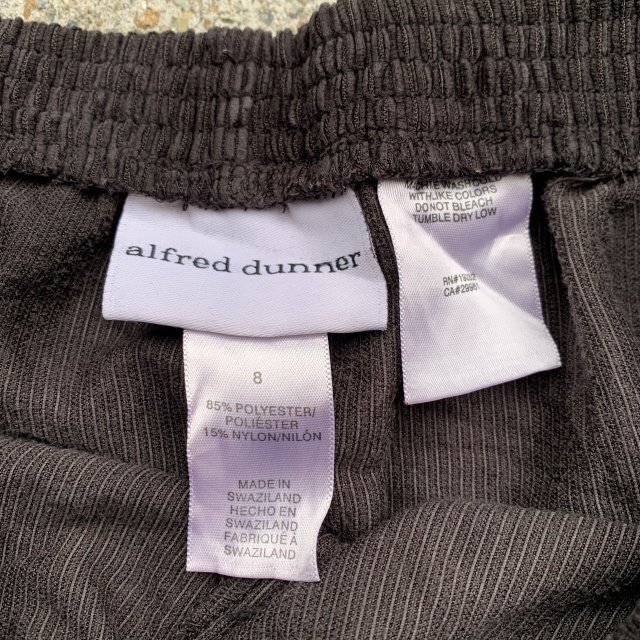 alfred dunner
8
85% POLYESTER/
POLIÈSTER
15% NYLON/NILÓN
MADE IN
SWAZILAND
HECHO EN
SWAZILAND
FABRIQUÉ À
SWAZILAND
WITH LIKE COLORS
DO NOT BLEACH
TUMBLE DRY LOW